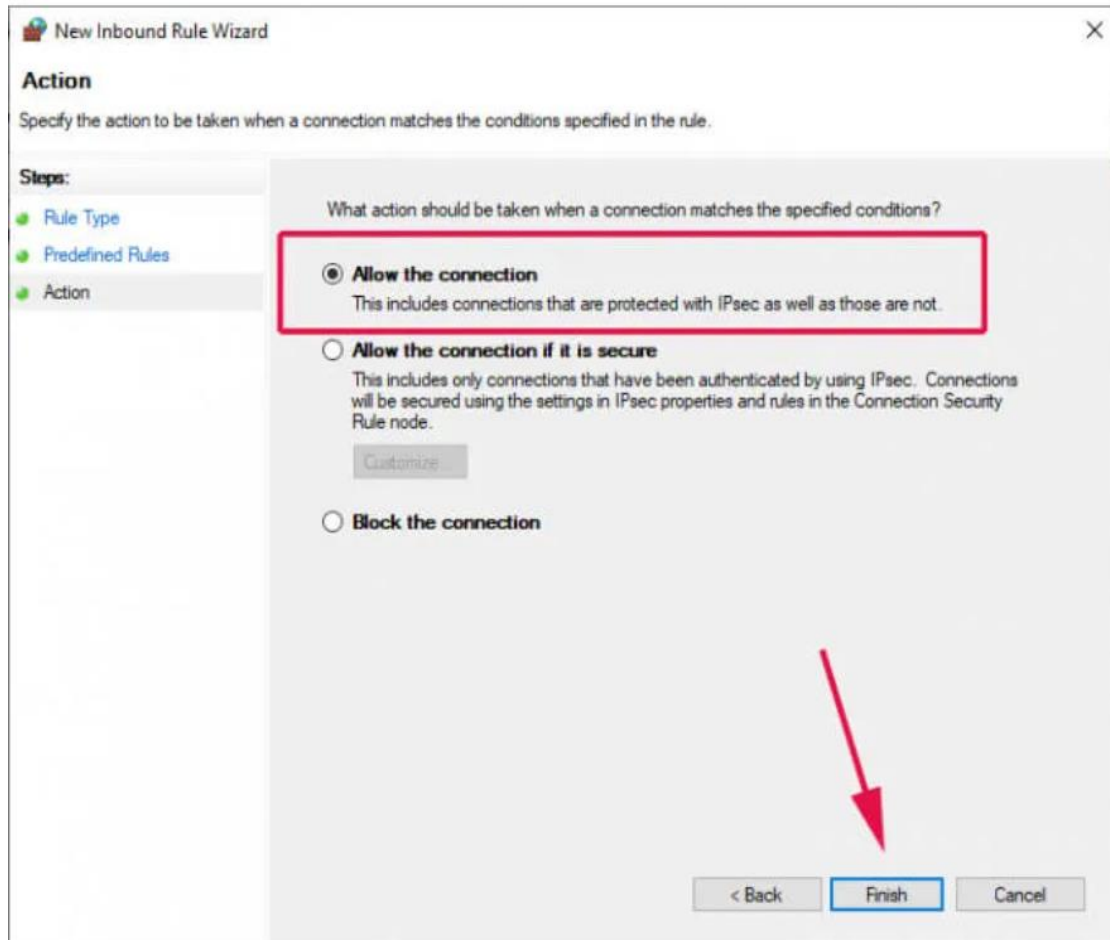 New Inbound Rule Wizard
Action
Specify the action to be taken when a connection matches the conditions specified in the rule.
Steps:
Rule Type
Predefined Rules
Action
What action should be taken when a connection matches the specified conditions?
Allow the connection
This includes connections that are protected with IPsec as well as those are not.
Allow the connection if it is secure
This includes only connections that have been authenticated by using IPsec. Connections
will be secured using the settings in IPsec properties and rules in the Connection Security
Rule node.
Customize...
Block the connection
< Back
Finish
Cancel